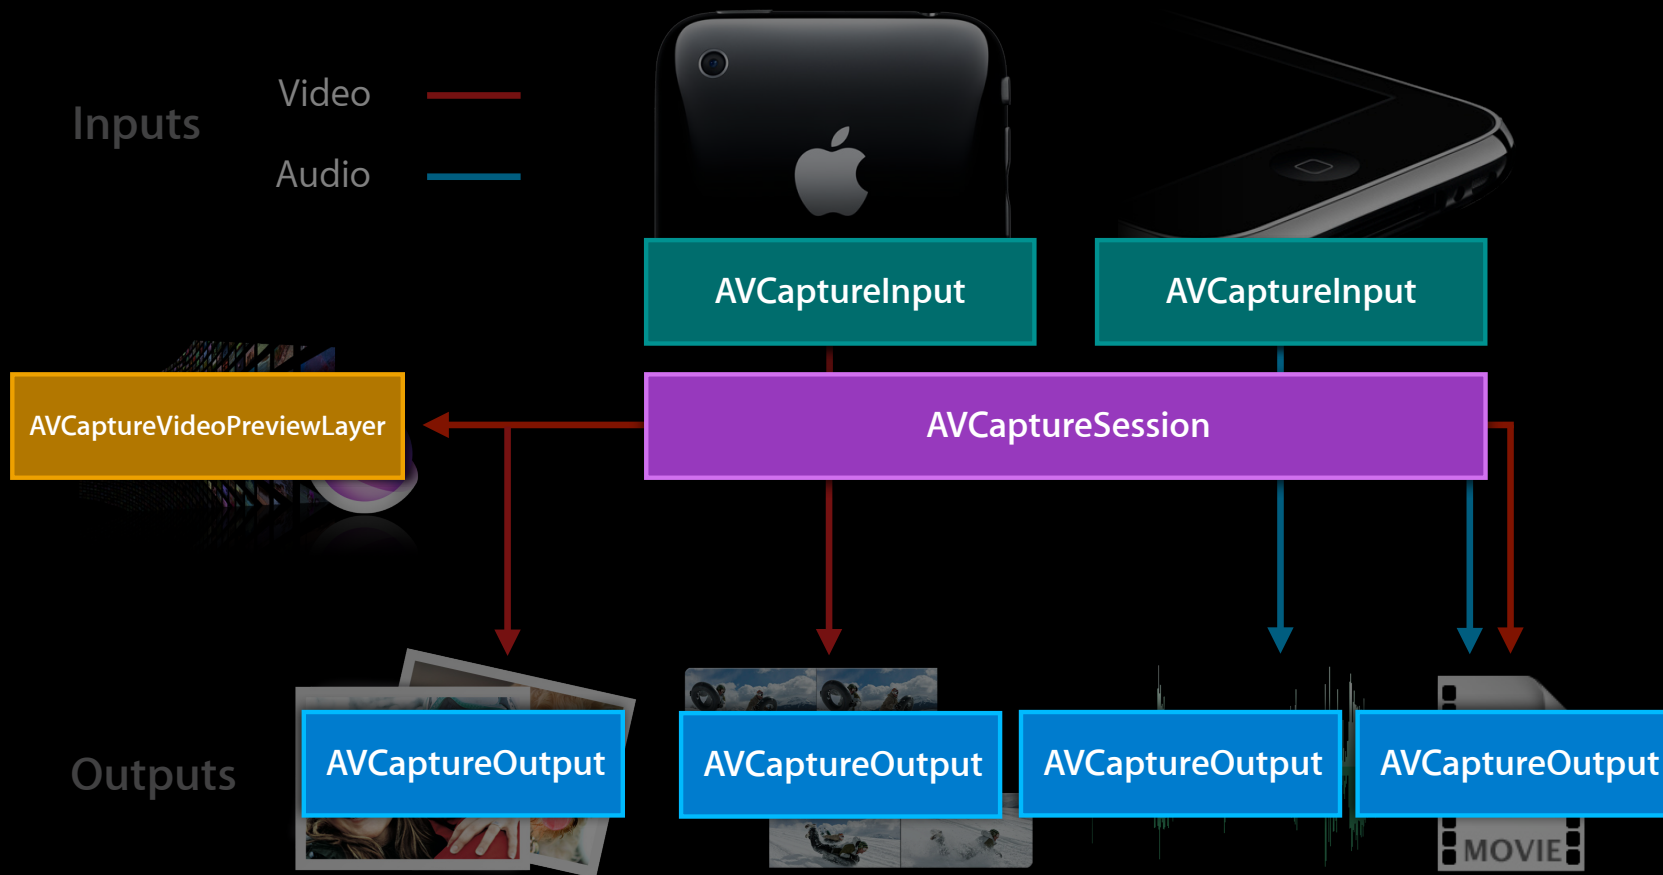 Inputs
Video
Audio
AVCaptureInput
AVCaptureInput
AVCaptureVideoPreviewLayer
AVCaptureSession
Outputs
AVCaptureOutput
AVCaptureOutput
AVCaptureOutput
AVCaptureOutput
MOVIE